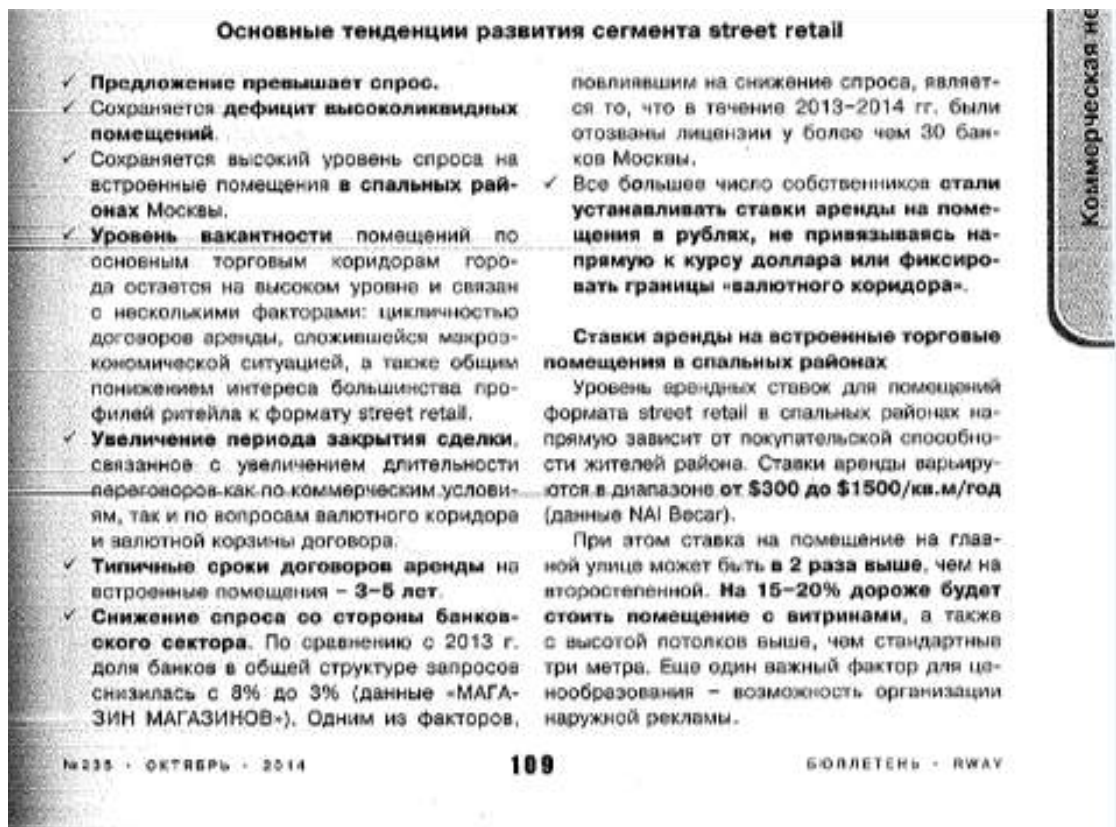 Основные тенденции развития сегмента street retail
✓ Предложение превышает спрос.
✓ Сохраняется дефицит высоколиквидных
помещений.
✓ Сохраняется высокий уровень спроса на
встроенные помещения в спальных рай-
онах Москвы.
✓ Уровень вакантности помещений по
основным торговым коридорам горо-
да остается на высоком уровне и связан
с несколькими факторами: цикличностью
договоров аренды, сложившейся макроэ-
кономической ситуацией, а также общим
понижением интереса большинства про-
филей ритейла к формату street retail.
✓ Увеличение периода закрытия сделки,
связанное с увеличением длительности
переговоров как по коммерческим услови-
ям, так и по вопросам валютного коридора
и валютной корзины договора.
✓ Типичные сроки договоров аренды на
встроенные помещения – 3–5 лет.
✓ Снижение спроса со стороны банков-
ского сектора. По сравнению с 2013 г.
доля банков в общей структуре запросов
снизилась с 8% до 3% (данные «МАГА-
ЗИН МАГАЗИНОВ»). Одним из факторов,
повлиявшим на снижение спроса, являет-
ся то, что в течение 2013–2014 гг. были
отозваны лицензии у более чем 30 бан-
ков Москвы.
✓ Все большее число собственников стали
устанавливать ставки аренды на поме-
щения в рублях, не привязываясь на-
прямую к курсу доллара или фиксиро-
вать границы «валютного коридора».
Ставки аренды на встроенные торговые
помещения в спальных районах
Уровень арендных ставок для помещений
формата street retail в спальных районах на-
прямую зависит от покупательской способно-
сти жителей района. Ставки аренды варьиру-
ются в диапазоне от $300 до $1500/кв.м/год
(данные NAI Becar).
При этом ставка на помещение на глав-
ной улице может быть в 2 раза выше, чем на
второстепенной. На 15–20% дороже будет
стоить помещение с витринами, а также
с высотой потолков выше, чем стандартные
три метра. Еще один важный фактор для це-
нообразования – возможность организации
наружной рекламы.
Коммерческая не
№235 · ОКТЯБРЬ · 2014
109
БЮЛЛЕТЕНЬ · RWAY